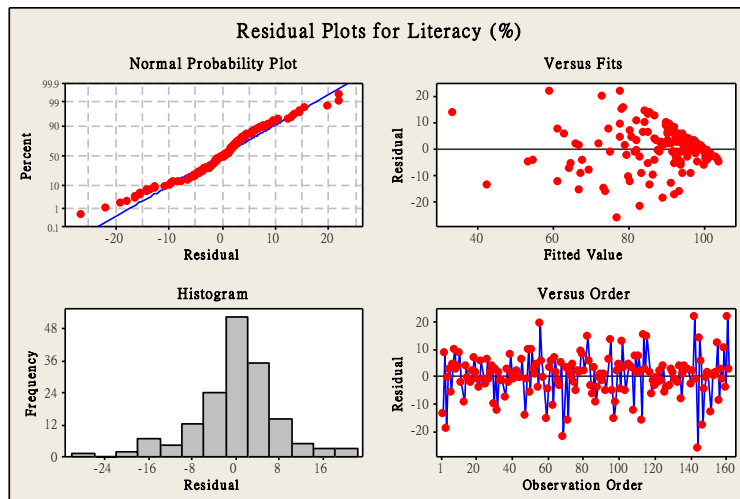 Residual Plots for Literacy (%)
Normal Probability Plot
99.9
99
90
50
10
1
0.1
Percent
-20 -10 0 10 20
Residual
Versus Fits
20
10
0
-10
-20
Residual
40 60 80 100
Fitted Value
Histogram
48
36
24
12
0
Frequency
-24 -16 -8 0 8 16
Residual
Versus Order
20
10
0
-10
-20
Residual
1 20 40 60 80 100 120 140 160
Observation Order